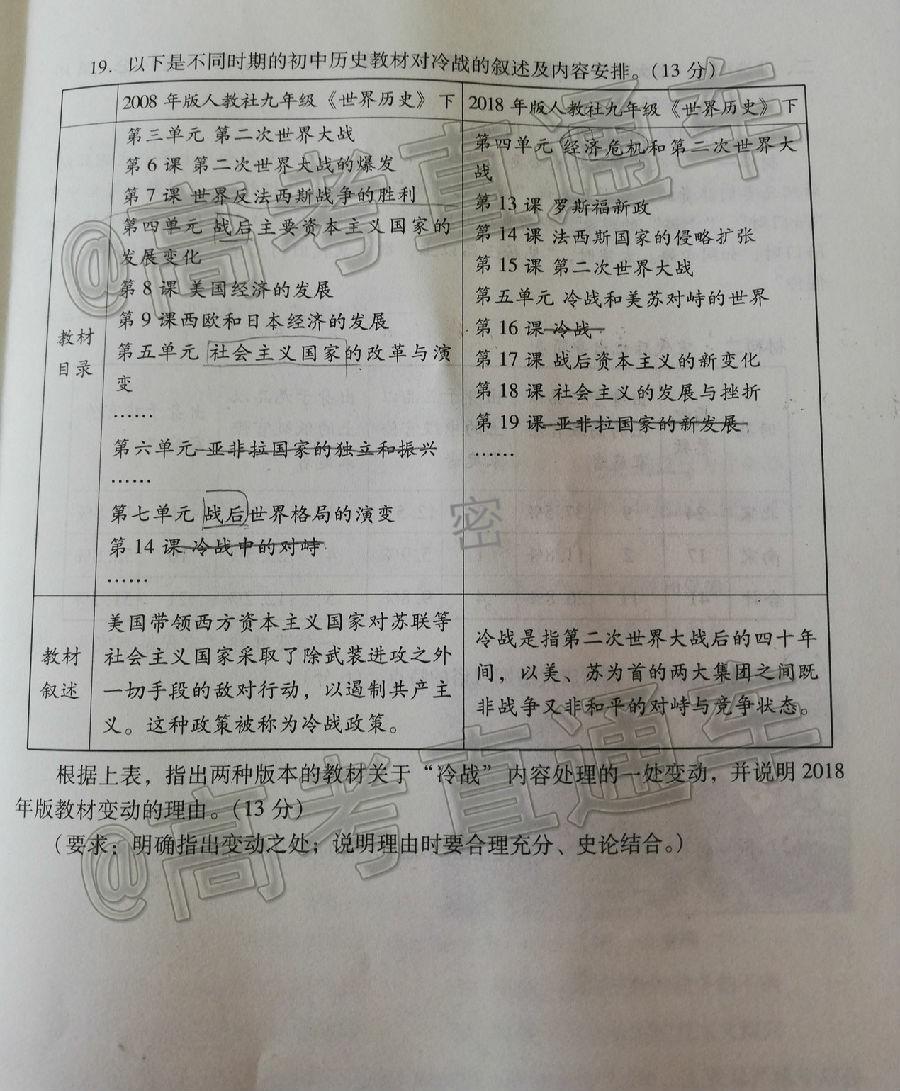 19. 以下是不同时期的初中历史教材对冷战的叙述及内容安排。(13 分)
2008 年版人教社九年级《世界历史》下
2018 年版人教社九年级《世界历史》下
教材
目录
第三单元 第二次世界大战
第 6 课 第二次世界大战的爆发
第 7 课 世界反法西斯战争的胜利
第四单元 战后主要资本主义国家的
发展变化
第 8 课 美国经济的发展
第 9 课西欧和日本经济的发展
第五单元 社会主义国家的改革与演
变
……
第六单元 亚非拉国家的独立和振兴
……
第七单元 战后世界格局的演变
第 14 课 冷战中的对峙
……
第四单元 经济危机和第二次世界大
战
第 13 课 罗斯福新政
第 14 课 法西斯国家的侵略扩张
第 15 课 第二次世界大战
第五单元 冷战和美苏对峙的世界
第 16 课 冷战
第 17 课 战后资本主义的新变化
第 18 课 社会主义的发展与挫折
第 19 课 亚非拉国家的新发展
……
教材
叙述
美国带领西方资本主义国家对苏联等
社会主义国家采取了除武装进攻之外
一切手段的敌对行动，以遏制共产主
义。这种政策被称为冷战政策。
冷战是指第二次世界大战后的四十年
间，以美、苏为首的两大集团之间既
非战争又非和平的对峙与竞争状态。
根据上表，指出两种版本的教材关于“冷战”内容处理的一处变动，并说明 2018
年版教材变动的理由。(13 分)
(要求：明确指出变动之处；说明理由时要合理充分、史论结合。)
@高考直通车
密
@高考直通车